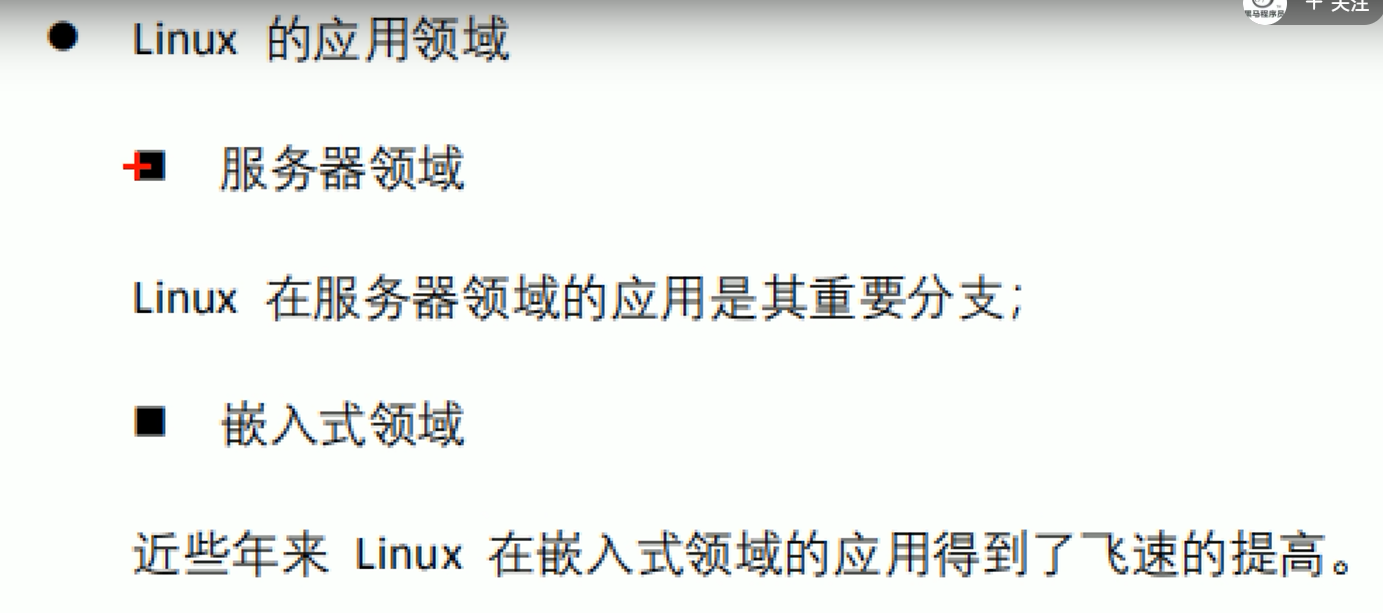 + 关注
黑马程序员
● Linux 的应用领域
■ 服务器领域
Linux 在服务器领域的应用是其重要分支；
■ 嵌入式领域
近些年来 Linux 在嵌入式领域的应用得到了飞速的提高。